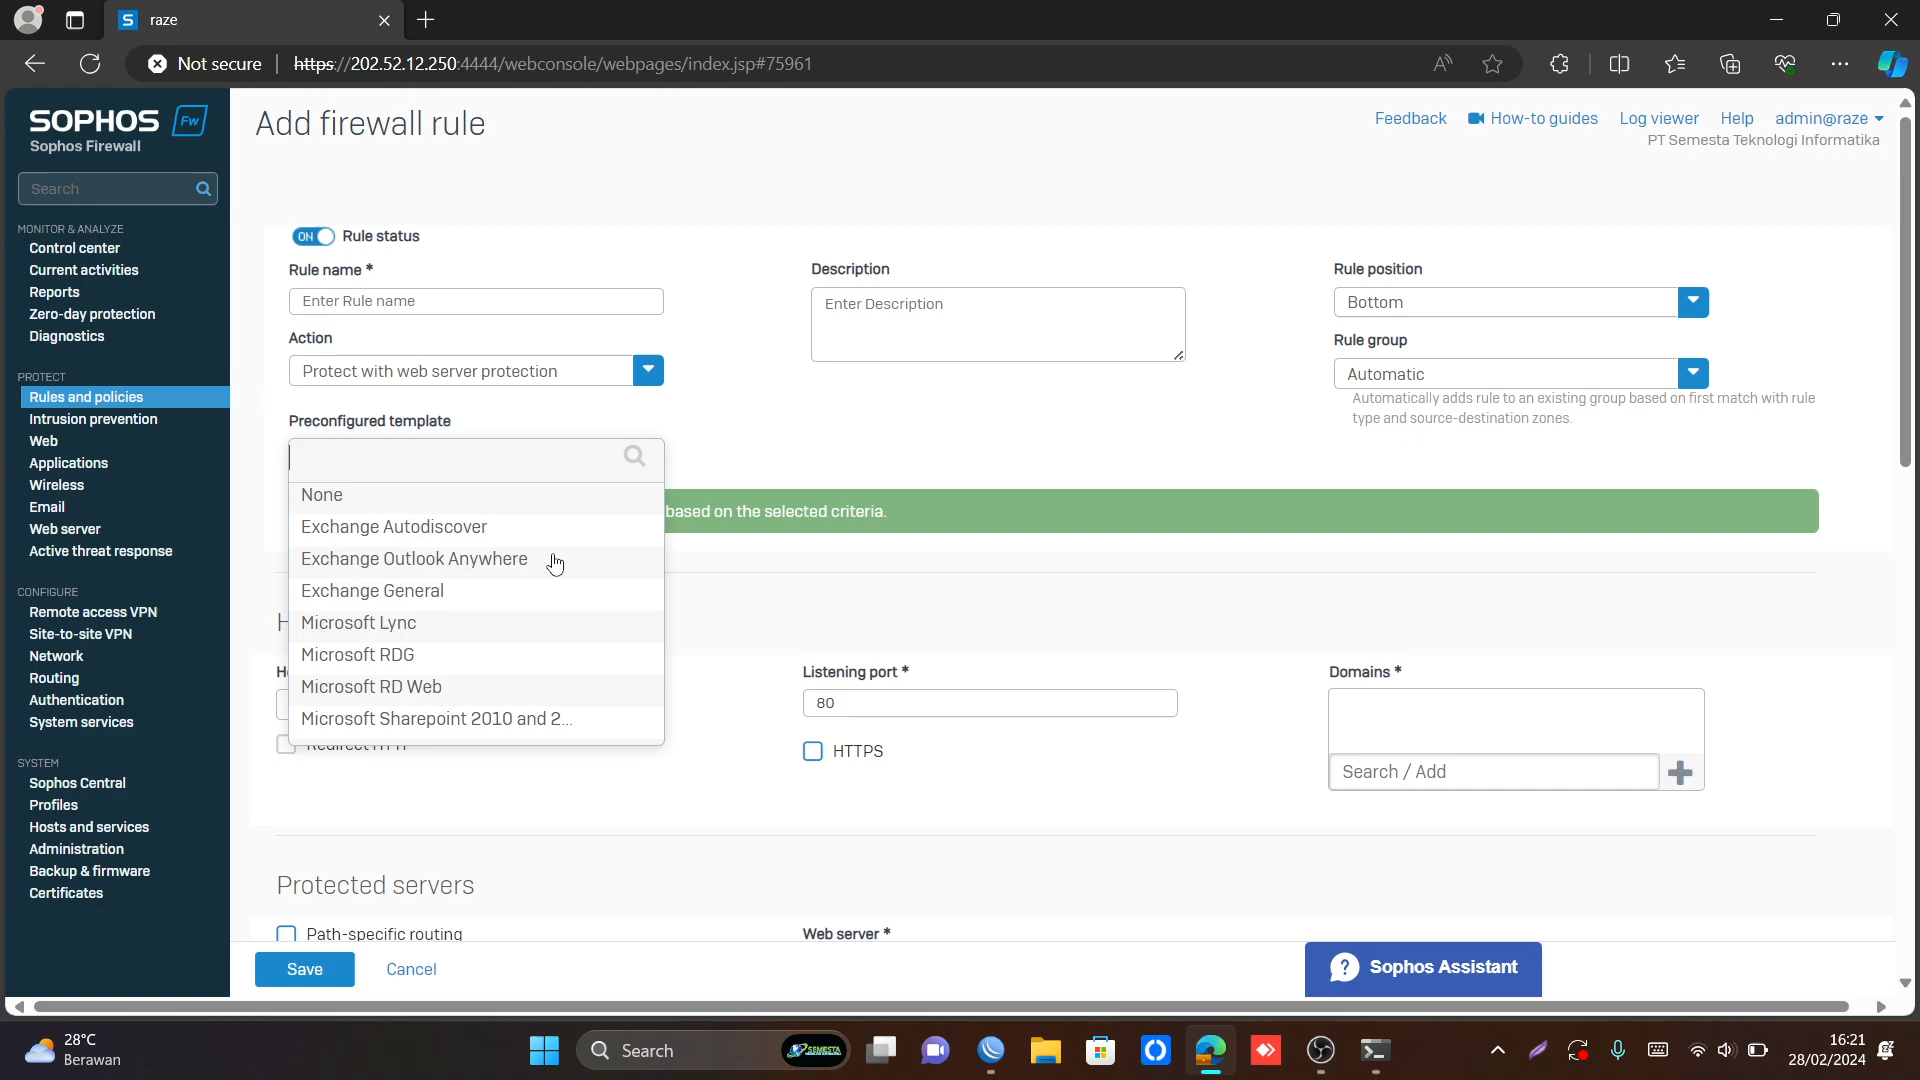 raze
Not secure
https://202.52.12.250:4444/webconsole/webpages/index.jsp#75961
SOPHOS Fw
Sophos Firewall
Search
MONITOR & ANALYZE
Control center
Current activities
Reports
Zero-day protection
Diagnostics
PROTECT
Rules and policies
Intrusion prevention
Web
Applications
Wireless
Email
Web server
Active threat response
CONFIGURE
Remote access VPN
Site-to-site VPN
Network
Routing
Authentication
System services
SYSTEM
Sophos Central
Profiles
Hosts and services
Administration
Backup & firmware
Certificates
Add firewall rule
Feedback
How-to guides
Log viewer
Help
admin@raze
PT Semesta Teknologi Informatika
ON Rule status
Rule name *
Enter Rule name
Description
Enter Description
Rule position
Bottom
Action
Protect with web server protection
Rule group
Automatic
Automatically adds rule to an existing group based on first match with rule
type and source-destination zones.
Preconfigured template
None
Exchange Autodiscover
Exchange Outlook Anywhere
Exchange General
Microsoft Lync
Microsoft RDG
Microsoft RD Web
Microsoft Sharepoint 2010 and 2...
based on the selected criteria.
Listening port *
80
HTTPS
Domains *
Search / Add
Protected servers
Path-specific routing
Web server *
Save
Cancel
Sophos Assistant
28°C
Berawan
Search
SEMESTA
16:21
28/02/2024